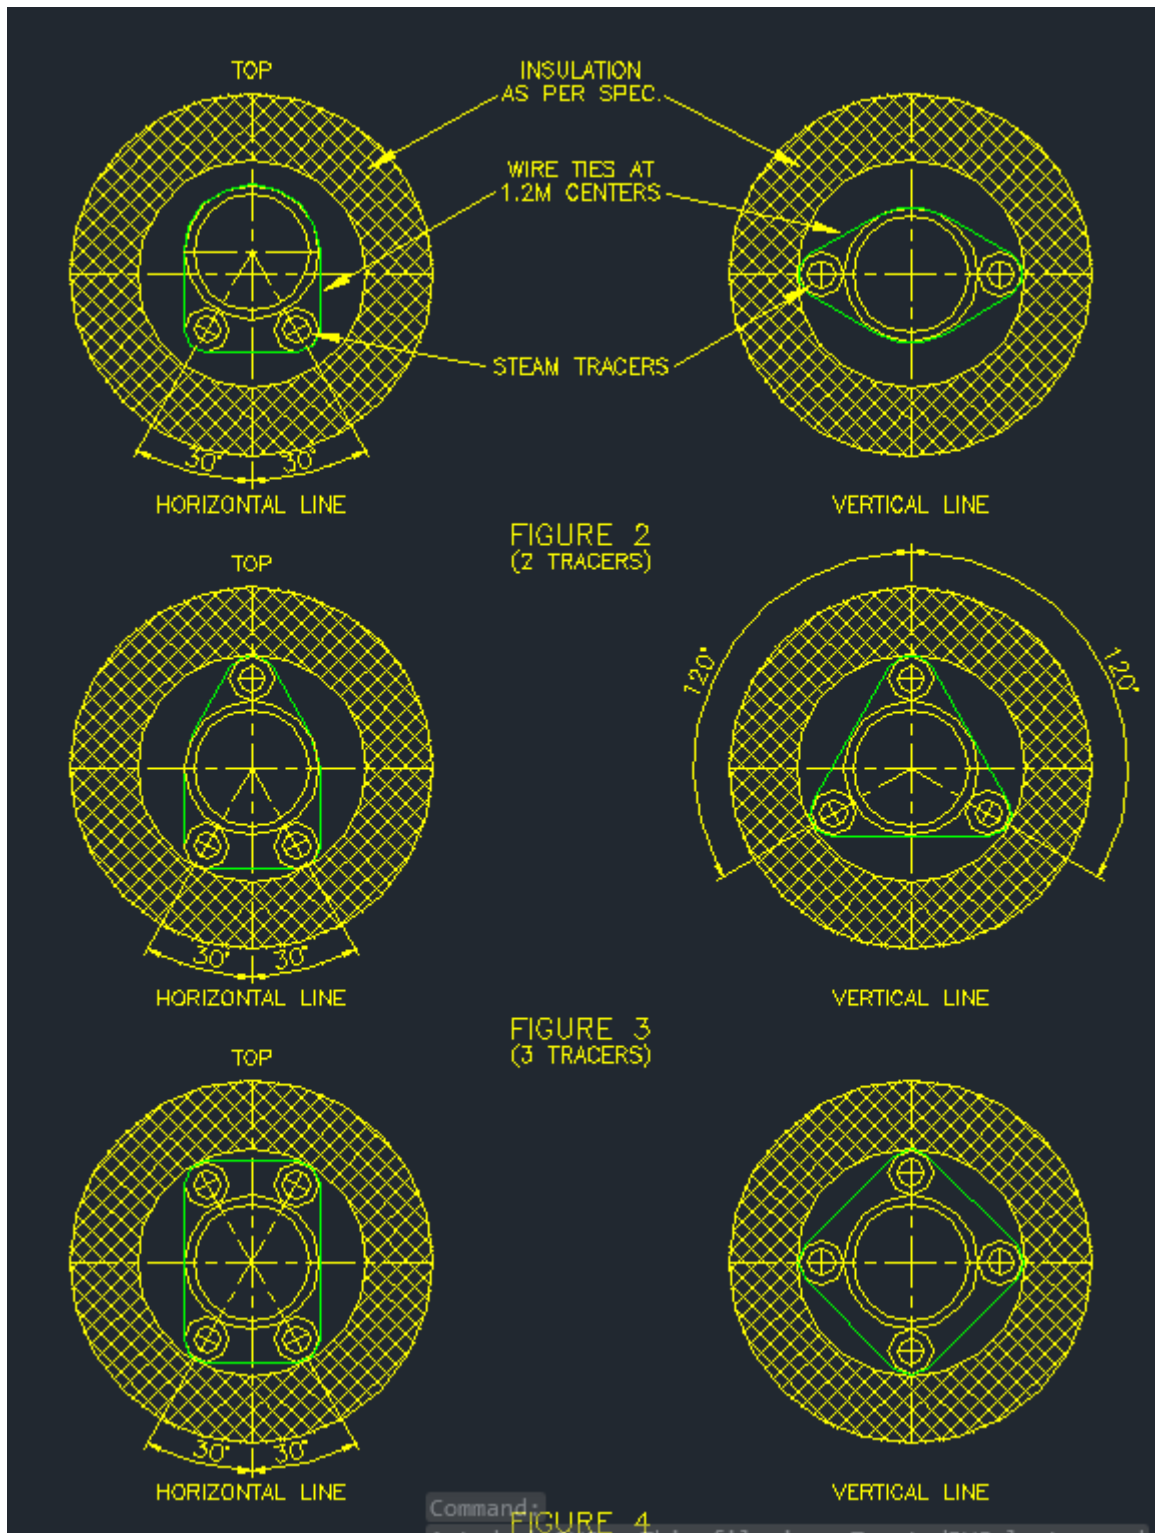 TOP
INSULATION
AS PER SPEC.
WIRE TIES AT
1.2M CENTERS
STEAM TRACERS
30° 30°
HORIZONTAL LINE
VERTICAL LINE
FIGURE 2
(2 TRACERS)
TOP
120°
120°
30° 30°
HORIZONTAL LINE
VERTICAL LINE
FIGURE 3
(3 TRACERS)
TOP
30° 30°
HORIZONTAL LINE
VERTICAL LINE
Command:
FIGURE 4